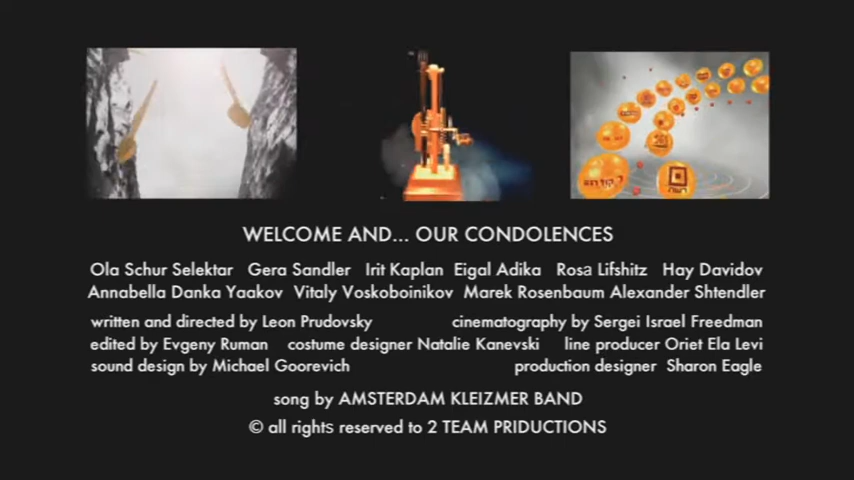 WELCOME AND... OUR CONDOLENCES
Ola Schur Selektar Gera Sandler Irit Kaplan Eigal Adika Rosa Lifshitz Hay Davidov
Annabella Danka Yaakov Vitaly Voskoboinikov Marek Rosenbaum Alexander Shtendler
written and directed by Leon Prudovsky cinematography by Sergei Israel Freedman
edited by Evgeny Ruman costume designer Natalie Kanevski line producer Oriet Ela Levi
sound design by Michael Goorevich production designer Sharon Eagle
song by AMSTERDAM KLEIZMER BAND
© all rights reserved to 2 TEAM PRIDUCTIONS